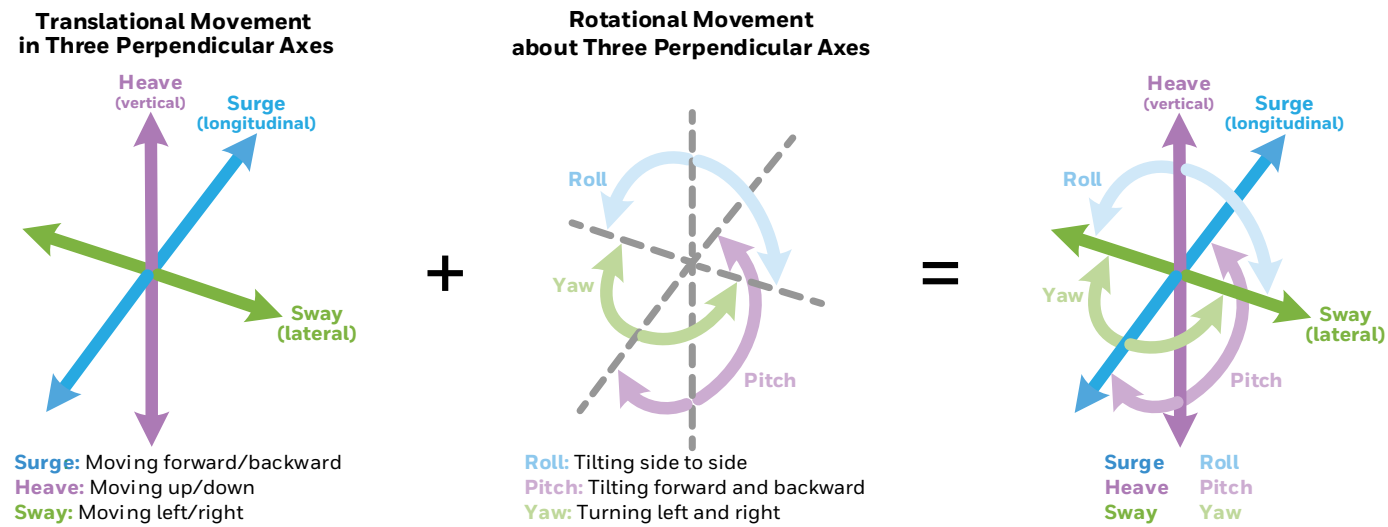 Translational Movement
in Three Perpendicular Axes
Heave
(vertical)
Surge
(longitudinal)
Sway
(lateral)
Surge: Moving forward/backward
Heave: Moving up/down
Sway: Moving left/right
+
Rotational Movement
about Three Perpendicular Axes
Roll
Yaw
Pitch
Roll: Tilting side to side
Pitch: Tilting forward and backward
Yaw: Turning left and right
=
Heave
(vertical)
Surge
(longitudinal)
Roll
Yaw
Sway
(lateral)
Pitch
Surge Roll
Heave Pitch
Sway Yaw